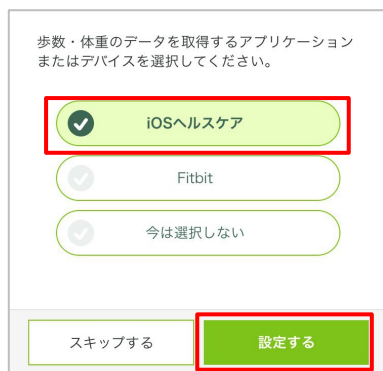 歩数・体重のデータを取得するアプリケーション
またはデバイスを選択してください。
iOSヘルスケア
Fitbit
今は選択しない
スキップする
設定する